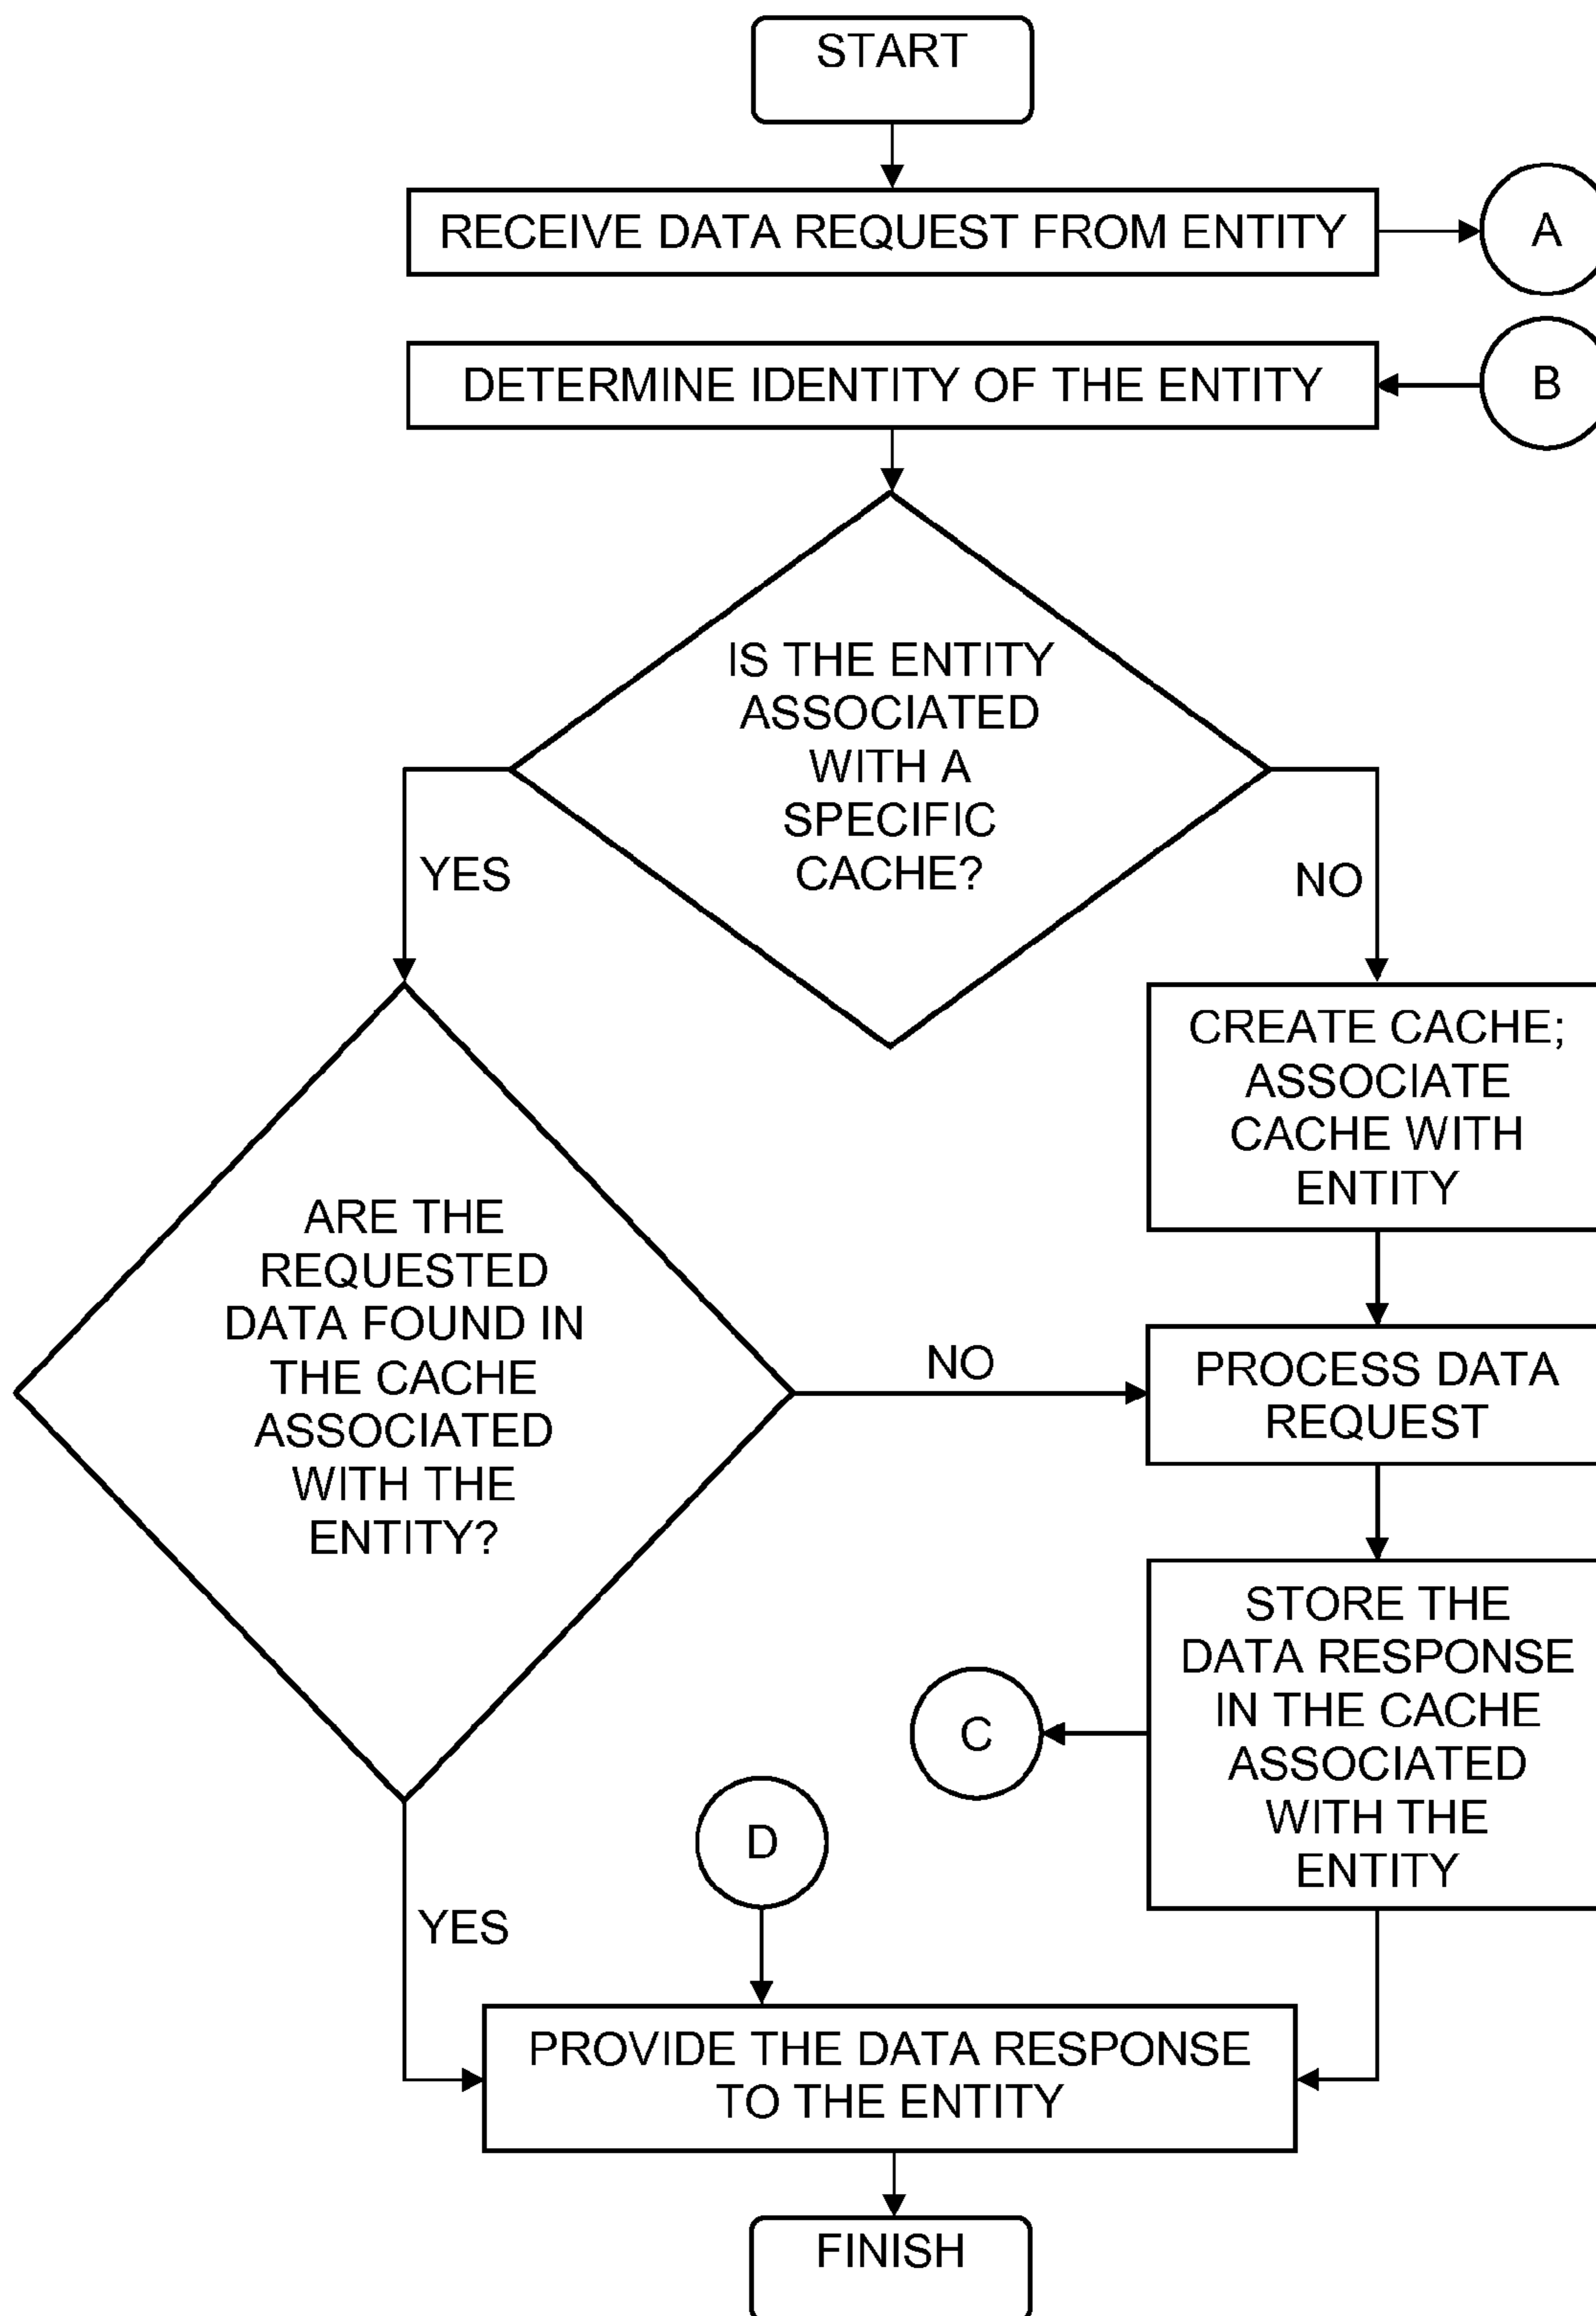 START
RECEIVE DATA REQUEST FROM ENTITY
A
DETERMINE IDENTITY OF THE ENTITY
B
IS THE ENTITY
ASSOCIATED
WITH A
SPECIFIC
CACHE?
YES
NO
CREATE CACHE;
ASSOCIATE
CACHE WITH
ENTITY
ARE THE
REQUESTED
DATA FOUND IN
THE CACHE
ASSOCIATED
WITH THE
ENTITY?
NO
PROCESS DATA
REQUEST
STORE THE
DATA RESPONSE
IN THE CACHE
ASSOCIATED
WITH THE
ENTITY
C
D
YES
PROVIDE THE DATA RESPONSE
TO THE ENTITY
FINISH